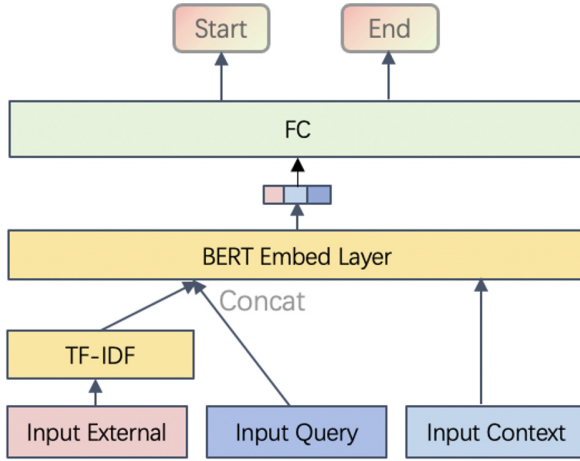 Start
End
FC
BERT Embed Layer
Concat
TF-IDF
Input External
Input Query
Input Context